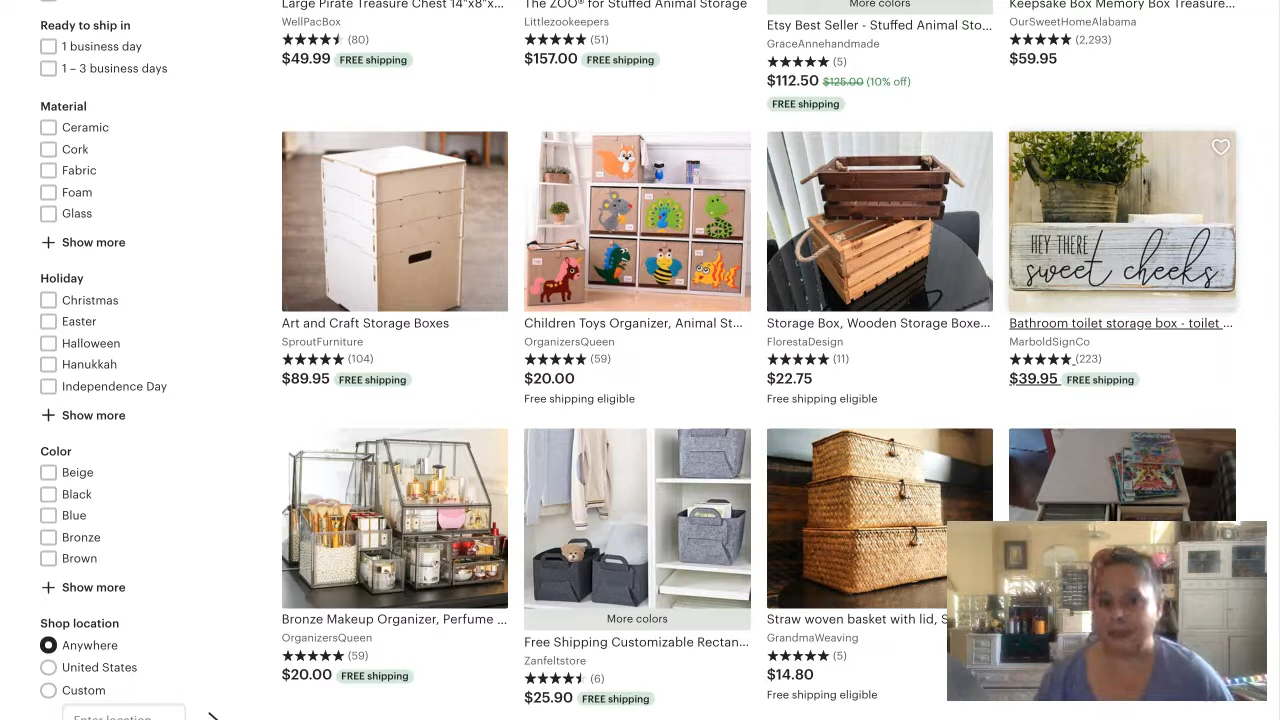 Ready to ship in
1 business day
1 – 3 business days
Material
Ceramic
Cork
Fabric
Foam
Glass
Show more
Holiday
Christmas
Easter
Halloween
Hanukkah
Independence Day
Show more
Color
Beige
Black
Blue
Bronze
Brown
Show more
Shop location
Anywhere
United States
Custom
Enter location
Large Pirate Treasure Chest 14"x8"x...
WellPacBox
(80)
$49.99 FREE shipping
The ZOO® for Stuffed Animal Storage
Littlezookeepers
(51)
$157.00 FREE shipping
More colors
Etsy Best Seller - Stuffed Animal Sto...
GraceAnnehandmade
(5)
$112.50 $125.00 (10% off)
FREE shipping
Keepsake Box Memory Box Treasure...
OurSweetHomeAlabama
(2,293)
$59.95
Art and Craft Storage Boxes
SproutFurniture
(104)
$89.95 FREE shipping
Children Toys Organizer, Animal St...
OrganizersQueen
(59)
$20.00
Free shipping eligible
Storage Box, Wooden Storage Boxe...
FlorestaDesign
(11)
$22.75
Free shipping eligible
HEY THERE
sweet cheeks
Bathroom toilet storage box - toilet ...
MarboldSignCo
(223)
$39.95 FREE shipping
Bronze Makeup Organizer, Perfume ...
OrganizersQueen
(59)
$20.00 FREE shipping
More colors
Free Shipping Customizable Rectan...
Zanfeltstore
(6)
$25.90 FREE shipping
Straw woven basket with lid, S
GrandmaWeaving
(5)
$14.80
Free shipping eligible